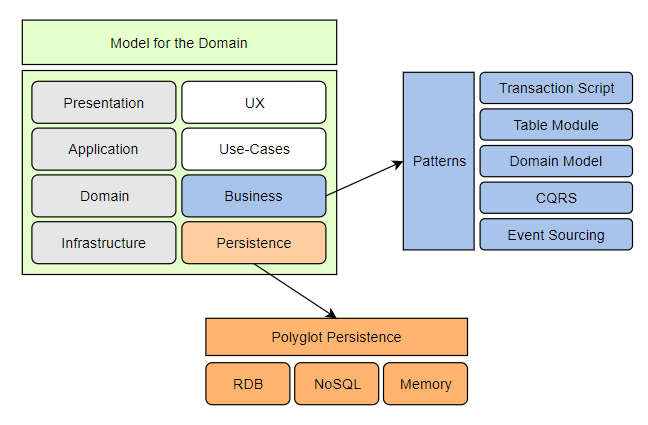 Model for the Domain
Presentation
UX
Application
Use-Cases
Domain
Business
Infrastructure
Persistence
Patterns
Transaction Script
Table Module
Domain Model
CQRS
Event Sourcing
Polyglot Persistence
RDB
NoSQL
Memory